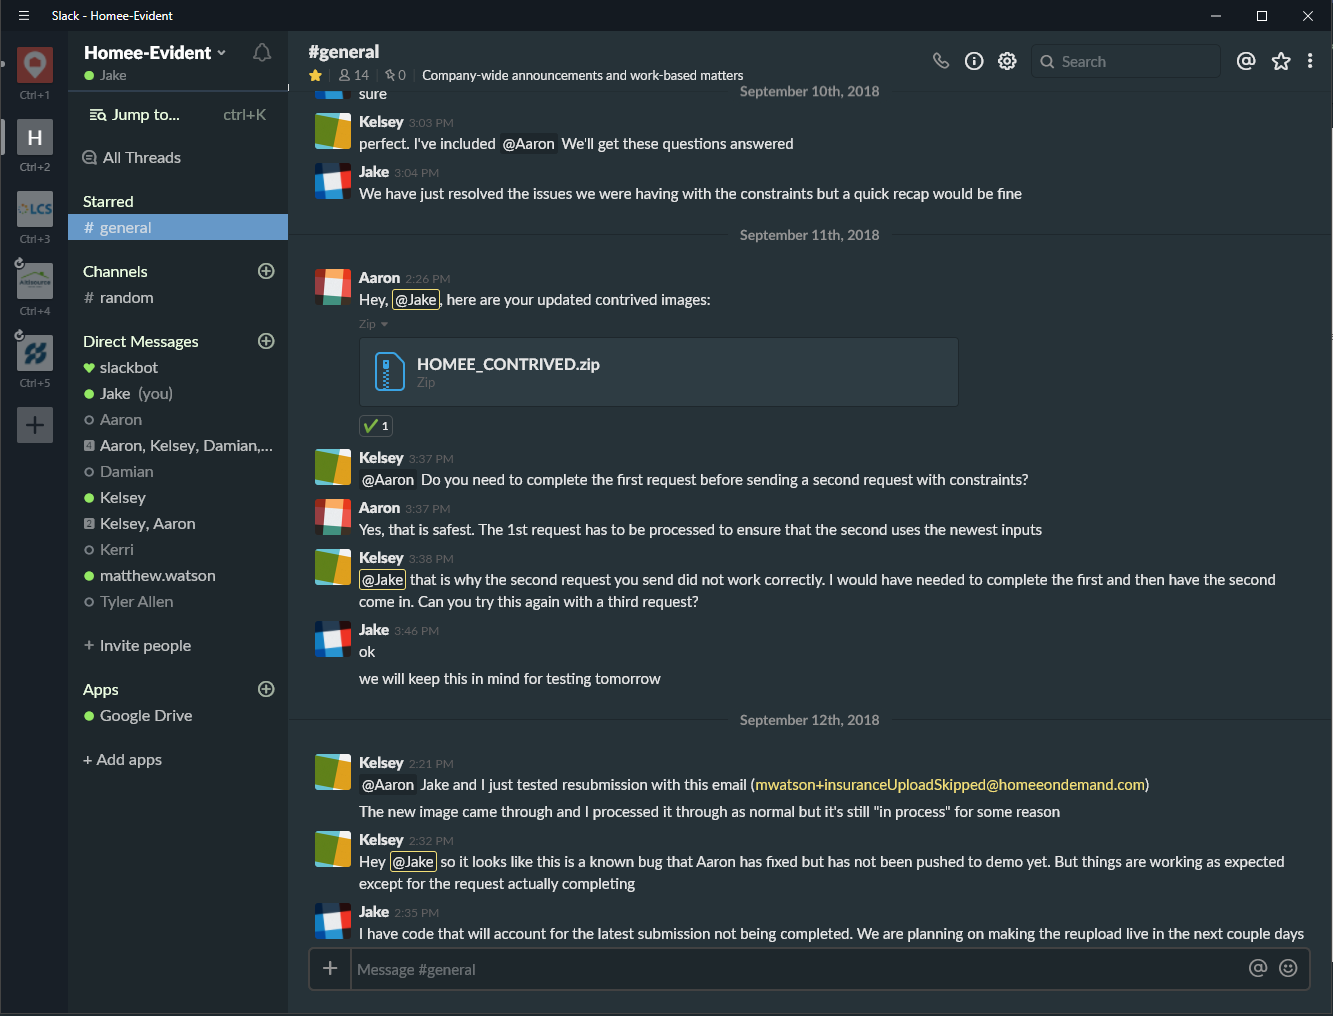 Slack - Homee-Evident
Ctrl+1
H
Ctrl+2
LCS
Ctrl+3
Ctrl+4
Ctrl+5
Homee-Evident
Jake
Jump to... ctrl+K
All Threads
Starred
# general
Channels
# random
Direct Messages
slackbot
Jake (you)
Aaron
4 Aaron, Kelsey, Damian,...
Damian
Kelsey
2 Kelsey, Aaron
Kerri
matthew.watson
Tyler Allen
+ Invite people
Apps
Google Drive
+ Add apps
#general
14 | 0 | Company-wide announcements and work-based matters
Search
September 10th, 2018
sure
Kelsey 3:03 PM
perfect. I've included @Aaron We'll get these questions answered
Jake 3:04 PM
We have just resolved the issues we were having with the constraints but a quick recap would be fine
September 11th, 2018
Aaron 2:26 PM
Hey, @Jake, here are your updated contrived images:
Zip
HOMEE_CONTRIVED.zip
Zip
1
Kelsey 3:37 PM
@Aaron Do you need to complete the first request before sending a second request with constraints?
Aaron 3:37 PM
Yes, that is safest. The 1st request has to be processed to ensure that the second uses the newest inputs
Kelsey 3:38 PM
@Jake that is why the second request you send did not work correctly. I would have needed to complete the first and then have the second
come in. Can you try this again with a third request?
Jake 3:46 PM
ok
we will keep this in mind for testing tomorrow
September 12th, 2018
Kelsey 2:21 PM
@Aaron Jake and I just tested resubmission with this email (mwatson+insuranceUploadSkipped@homeeondemand.com)
The new image came through and I processed it through as normal but it's still "in process" for some reason
Kelsey 2:32 PM
Hey @Jake so it looks like this is a known bug that Aaron has fixed but has not been pushed to demo yet. But things are working as expected
except for the request actually completing
Jake 2:35 PM
I have code that will account for the latest submission not being completed. We are planning on making the reupload live in the next couple days
Message #general